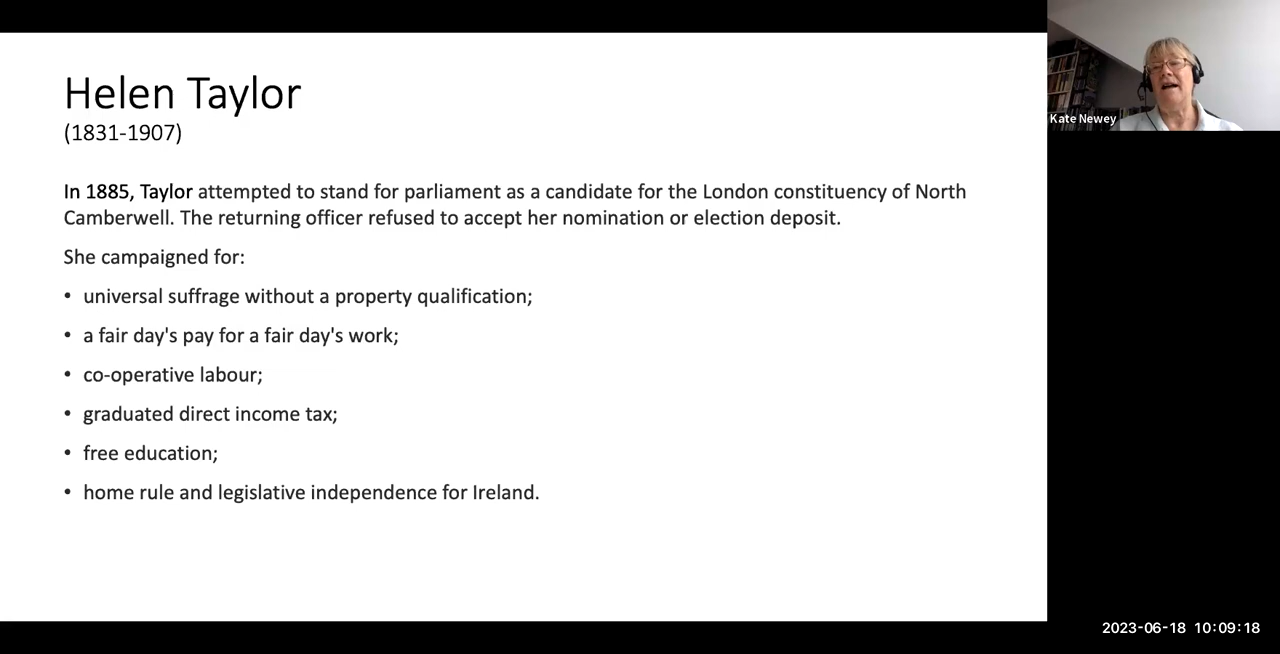 Helen Taylor
(1831-1907)
In 1885, Taylor attempted to stand for parliament as a candidate for the London constituency of North
Camberwell. The returning officer refused to accept her nomination or election deposit.
She campaigned for:
• universal suffrage without a property qualification;
• a fair day's pay for a fair day's work;
• co-operative labour;
• graduated direct income tax;
• free education;
• home rule and legislative independence for Ireland.
Kate Newey
2023-06-18 10:09:18